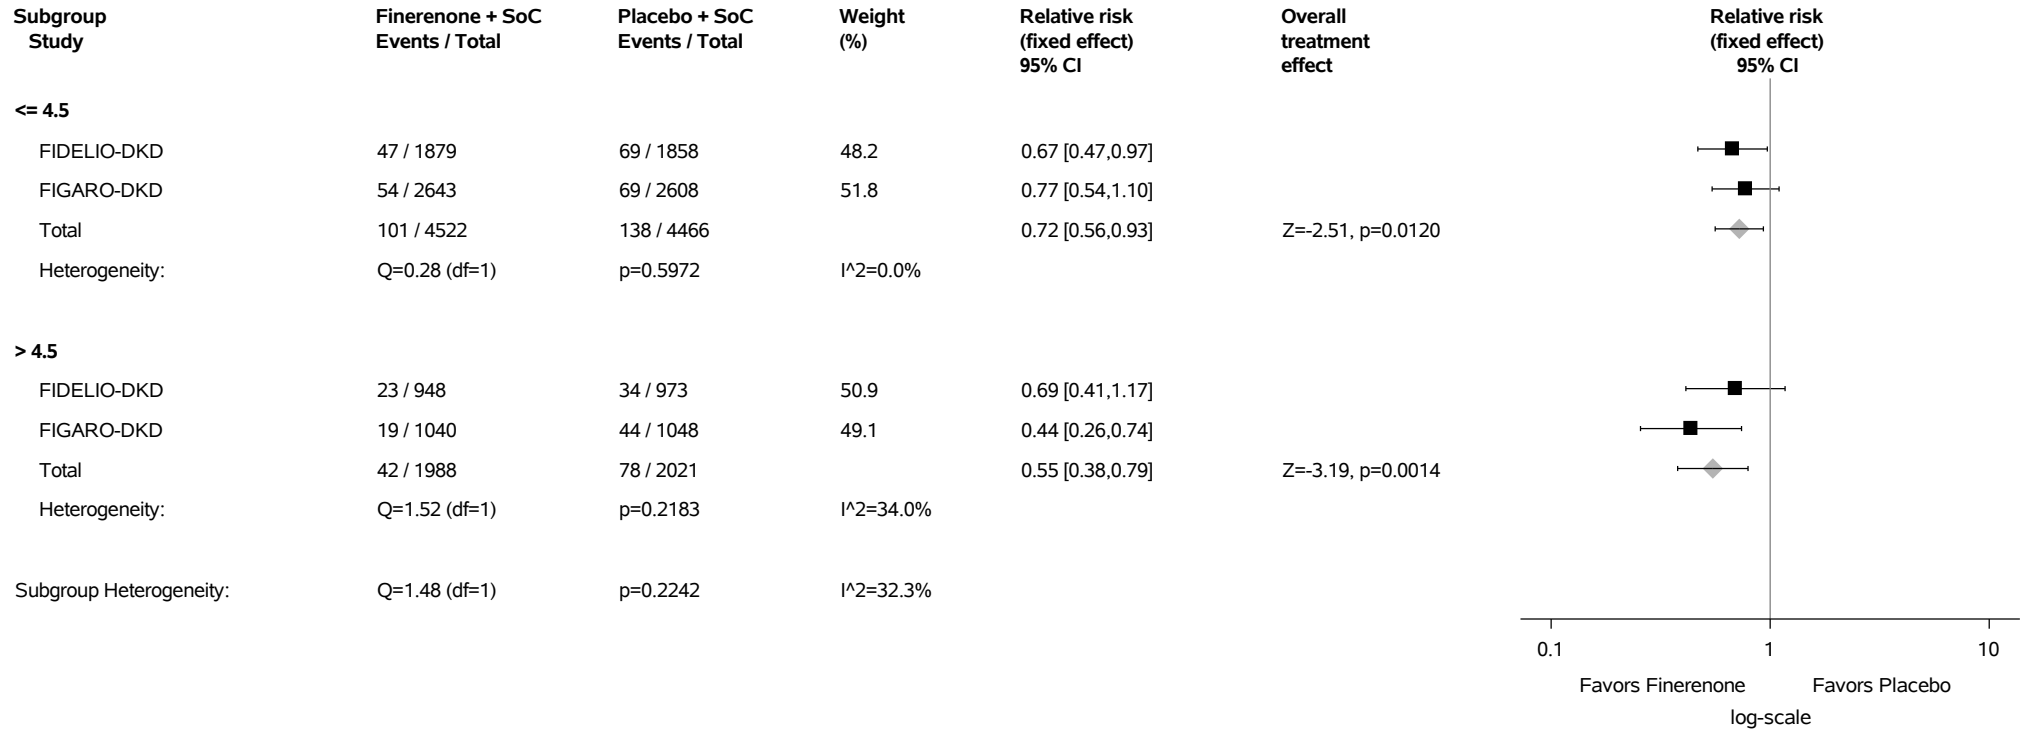 Subgroup Finerenone + SoC Placebo + SoC Weight Relative risk Overall Relative risk
Study Events / Total Events / Total (%) (fixed effect) treatment (fixed effect)
95% CI effect 95% CI
<= 4.5
FIDELIO-DKD 47 / 1879 69 / 1858 48.2 0.67 [0.47,0.97]
FIGARO-DKD 54 / 2643 69 / 2608 51.8 0.77 [0.54,1.10]
Total 101 / 4522 138 / 4466 0.72 [0.56,0.93] Z=-2.51, p=0.0120
Heterogeneity: Q=0.28 (df=1) p=0.5972 I^2=0.0%
> 4.5
FIDELIO-DKD 23 / 948 34 / 973 50.9 0.69 [0.41,1.17]
FIGARO-DKD 19 / 1040 44 / 1048 49.1 0.44 [0.26,0.74]
Total 42 / 1988 78 / 2021 0.55 [0.38,0.79] Z=-3.19, p=0.0014
Heterogeneity: Q=1.52 (df=1) p=0.2183 I^2=34.0%
Subgroup Heterogeneity: Q=1.48 (df=1) p=0.2242 I^2=32.3%
0.1 1 10
Favors Finerenone Favors Placebo
log-scale